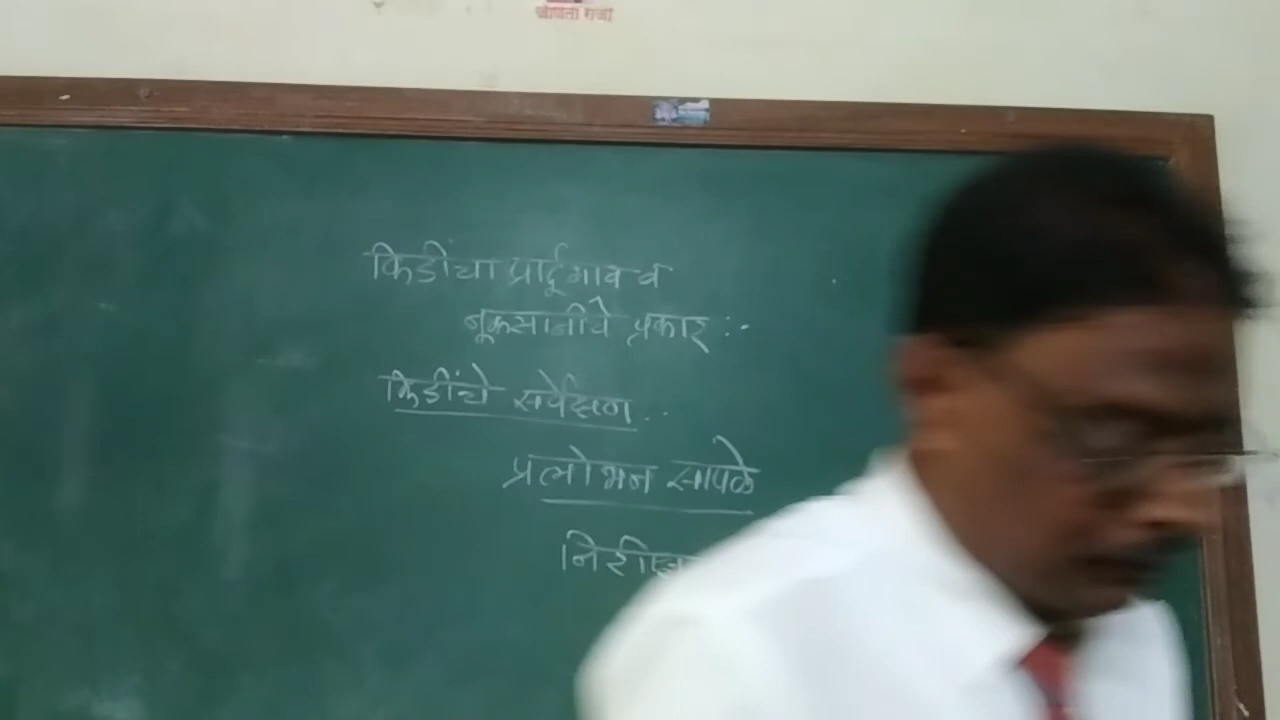 किडींचा प्रार्दूभाव व
नूकसानीचे प्रकार :-
किडींचे सर्वेक्षण :-
प्रलोभन सापळे